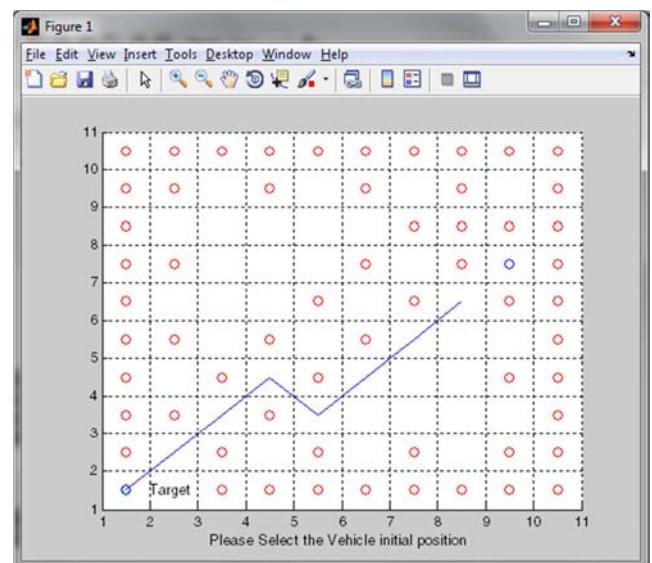 Figure 1
File Edit View Insert Tools Desktop Window Help
11
10
9
8
7
6
5
4
3
2
1
Target
1 2 3 4 5 6 7 8 9 10 11
Please Select the Vehicle initial position